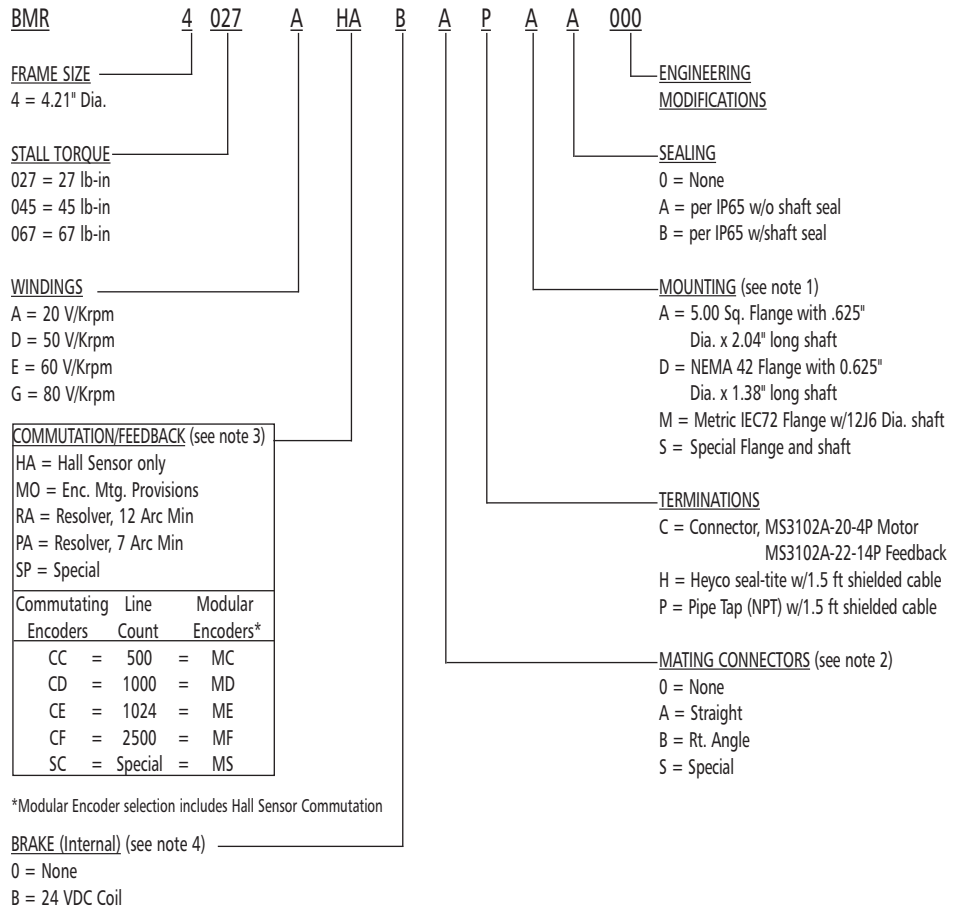 BMR 4 027 A HA B A P A A 000
FRAME SIZE
4 = 4.21" Dia.
STALL TORQUE
027 = 27 lb-in
045 = 45 lb-in
067 = 67 lb-in
WINDINGS
A = 20 V/Krpm
D = 50 V/Krpm
E = 60 V/Krpm
G = 80 V/Krpm
COMMUTATION/FEEDBACK (see note 3)
HA = Hall Sensor only
MO = Enc. Mtg. Provisions
RA = Resolver, 12 Arc Min
PA = Resolver, 7 Arc Min
SP = Special
Commutating Line Modular
Encoders Count Encoders*
CC = 500 = MC
CD = 1000 = MD
CE = 1024 = ME
CF = 2500 = MF
SC = Special = MS
*Modular Encoder selection includes Hall Sensor Commutation
BRAKE (Internal) (see note 4)
0 = None
B = 24 VDC Coil
ENGINEERING
MODIFICATIONS
SEALING
0 = None
A = per IP65 w/o shaft seal
B = per IP65 w/shaft seal
MOUNTING (see note 1)
A = 5.00 Sq. Flange with .625"
Dia. x 2.04" long shaft
D = NEMA 42 Flange with 0.625"
Dia. x 1.38" long shaft
M = Metric IEC72 Flange w/12J6 Dia. shaft
S = Special Flange and shaft
TERMINATIONS
C = Connector, MS3102A-20-4P Motor
MS3102A-22-14P Feedback
H = Heyco seal-tite w/1.5 ft shielded cable
P = Pipe Tap (NPT) w/1.5 ft shielded cable
MATING CONNECTORS (see note 2)
0 = None
A = Straight
B = Rt. Angle
S = Special